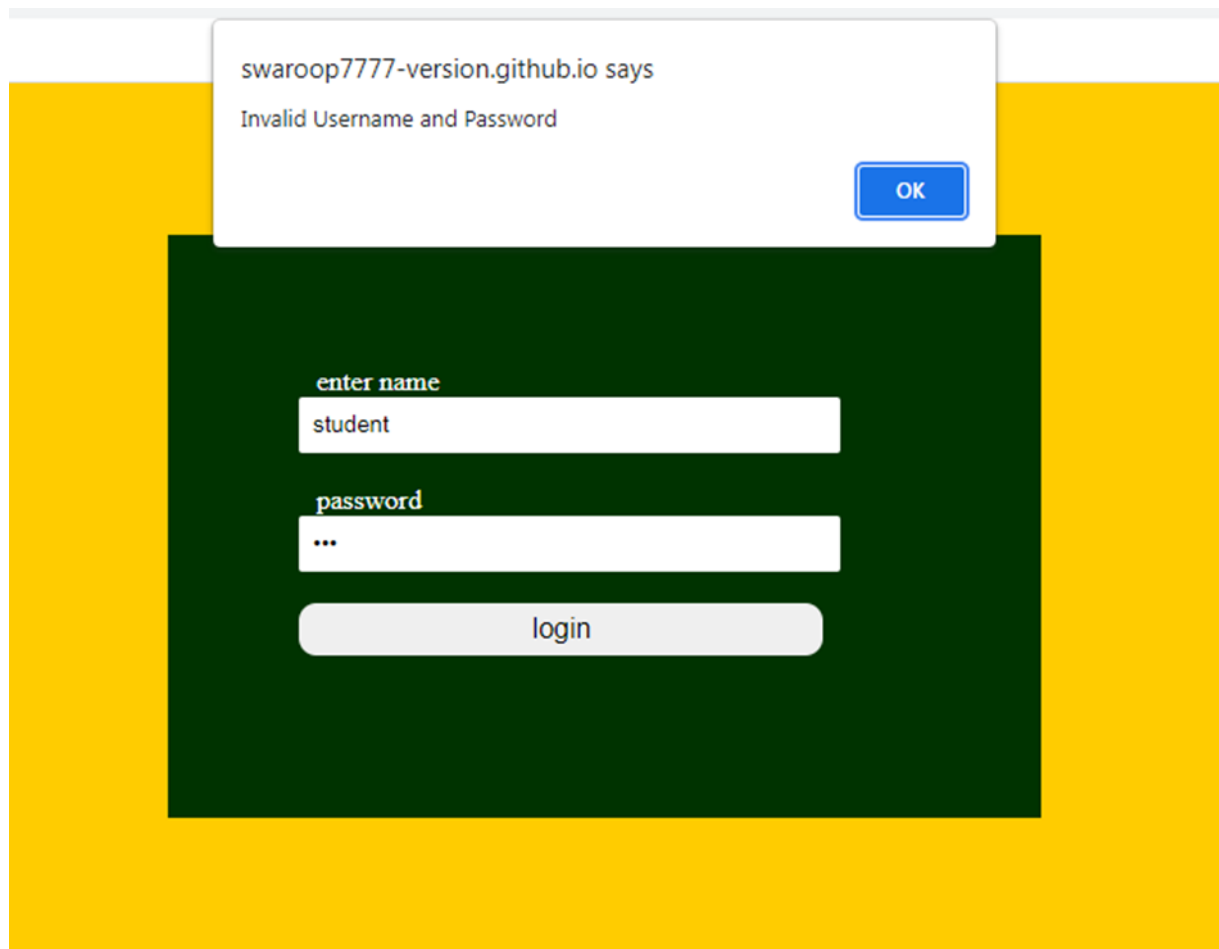 swaroop7777-version.github.io says
Invalid Username and Password
OK
enter name
student
password
•••
login